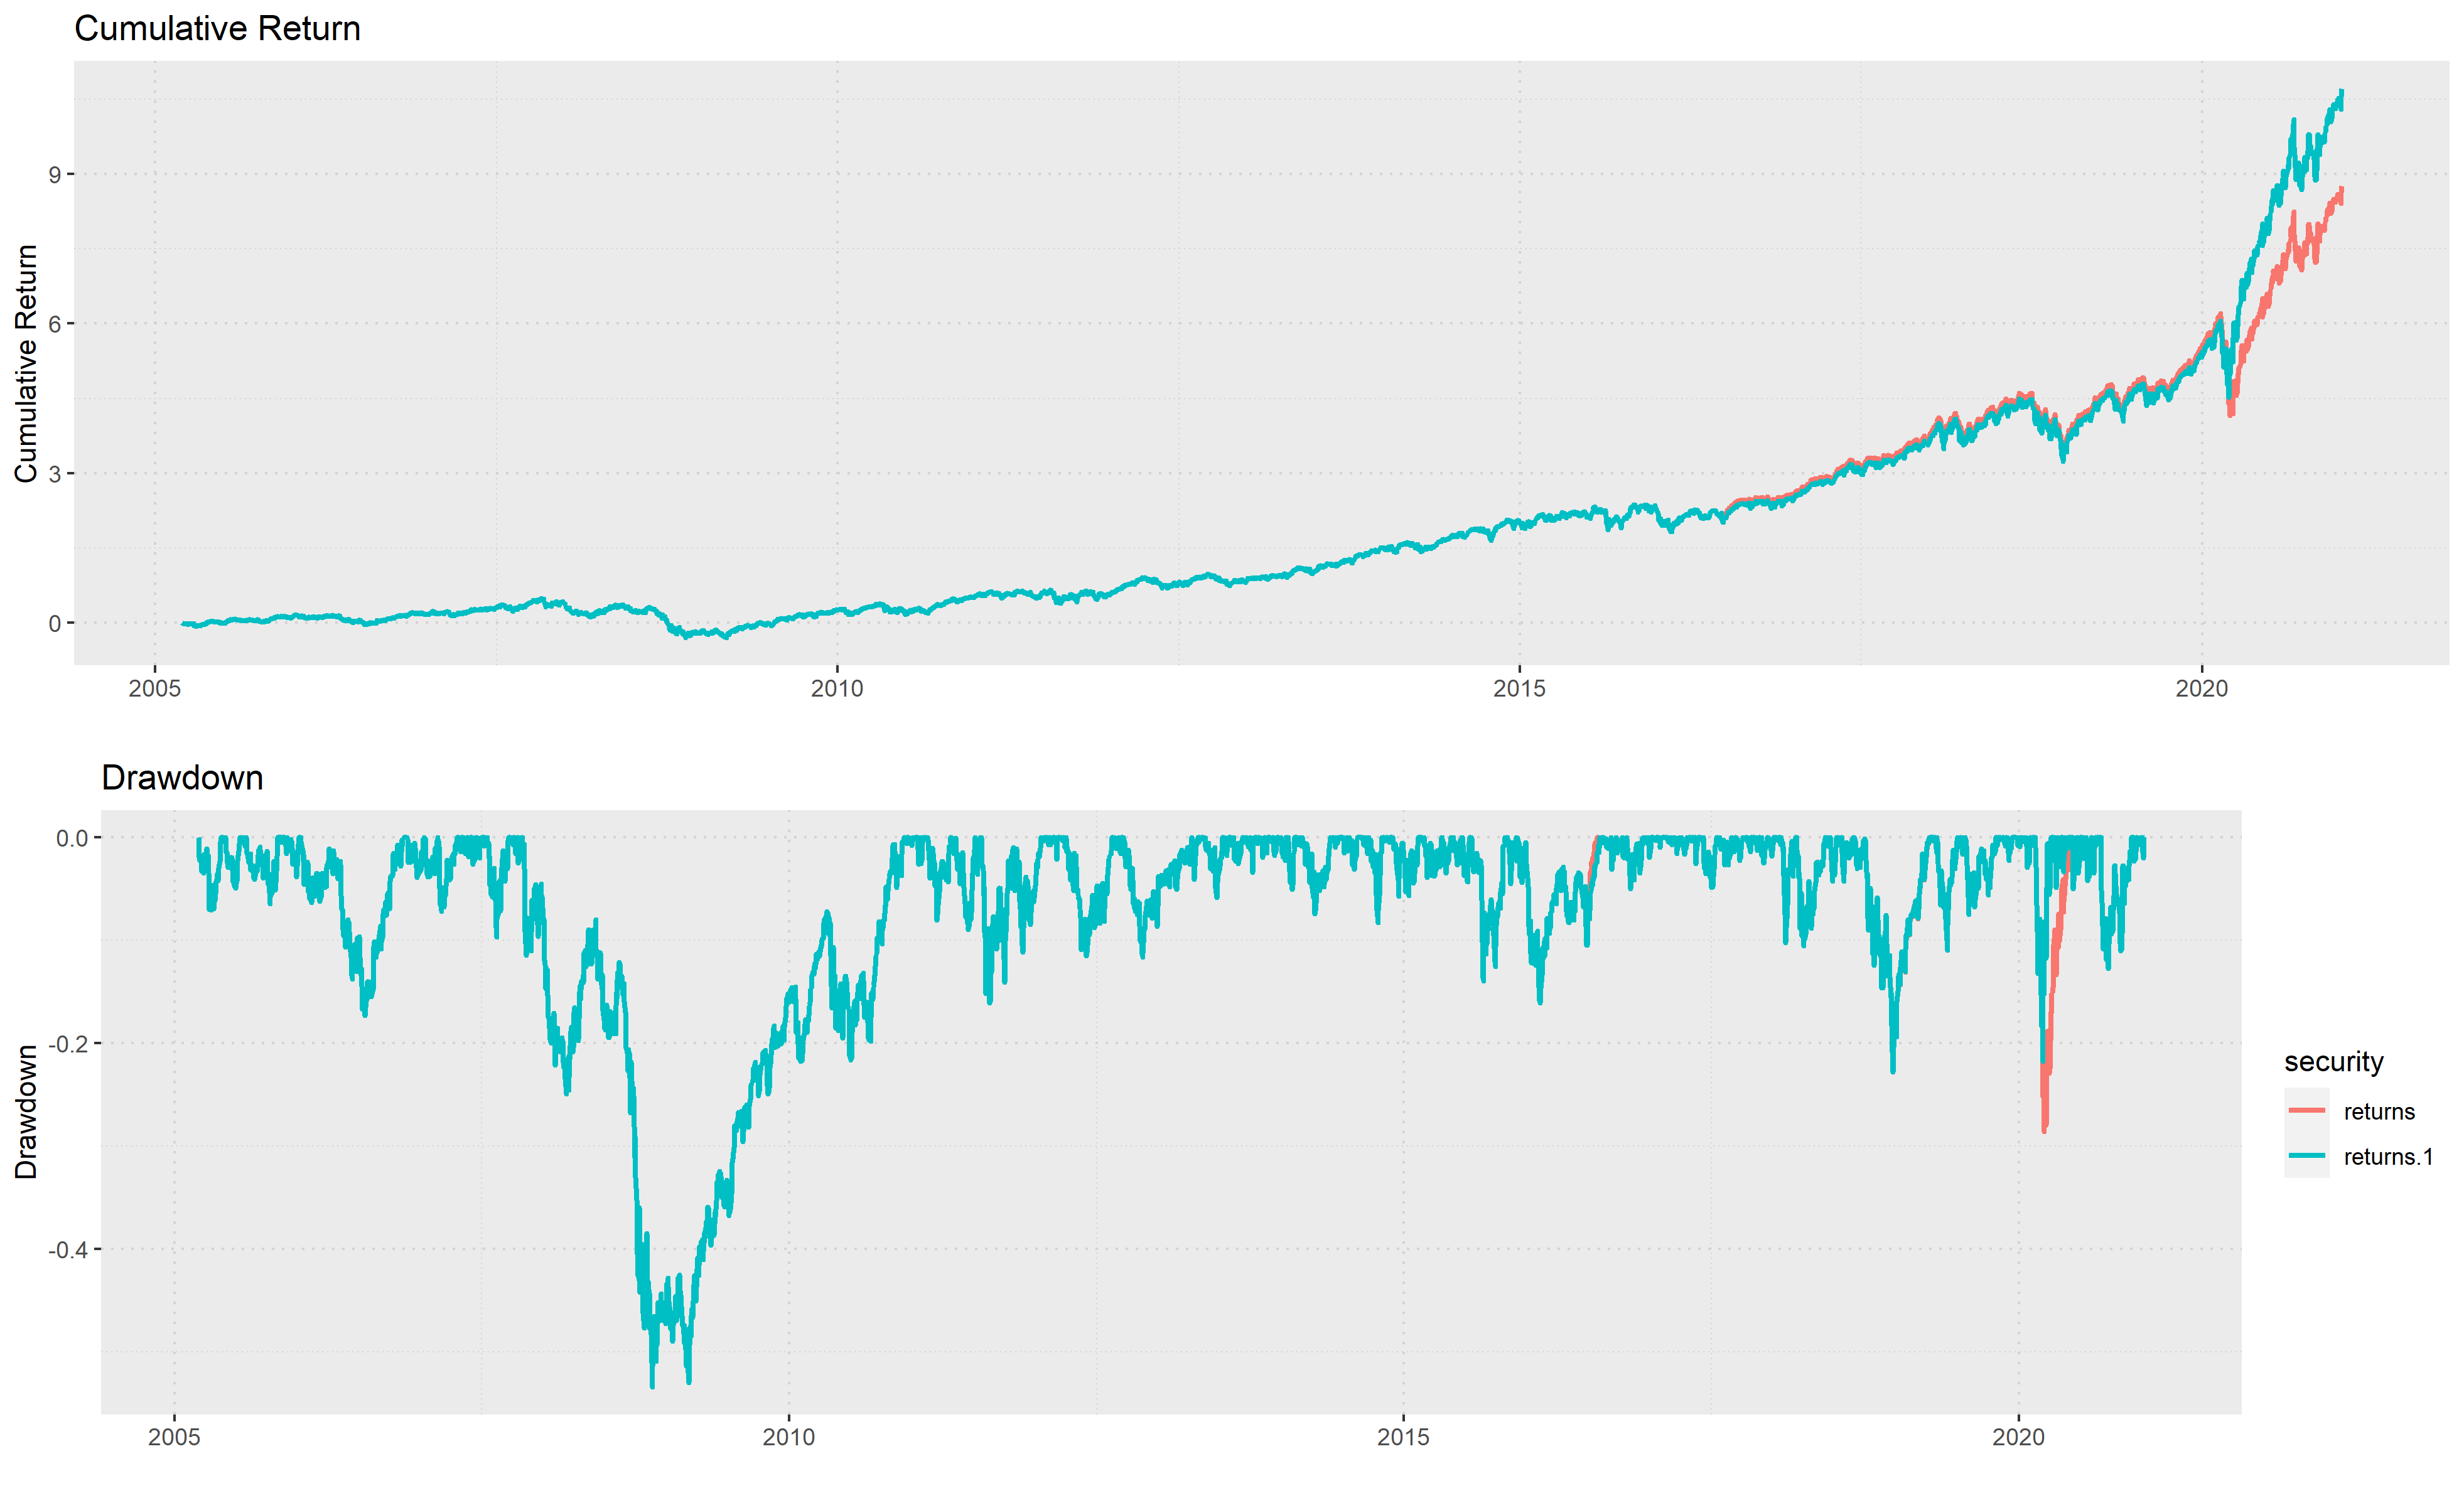 Cumulative Return
Cumulative Return
9
6
3
0
2005 2010 2015 2020
Drawdown
Drawdown
0.0
-0.2
-0.4
2005 2010 2015 2020
security
returns
returns.1